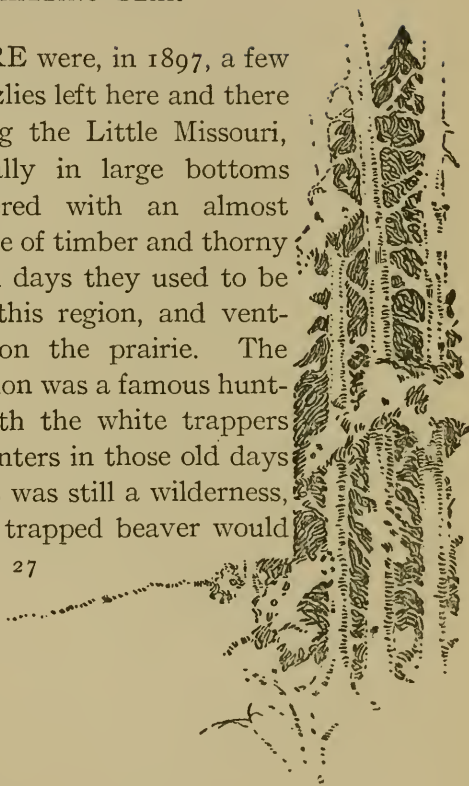 RE were, in 1897, a few
zlies left here and there
g the Little Missouri,
ally in large bottoms
red with an almost
e of timber and thorny
days they used to be
this region, and vent-
on the prairie. The
ion was a famous hunt-
th the white trappers
nters in those old days
was still a wilderness,
trapped beaver would
27